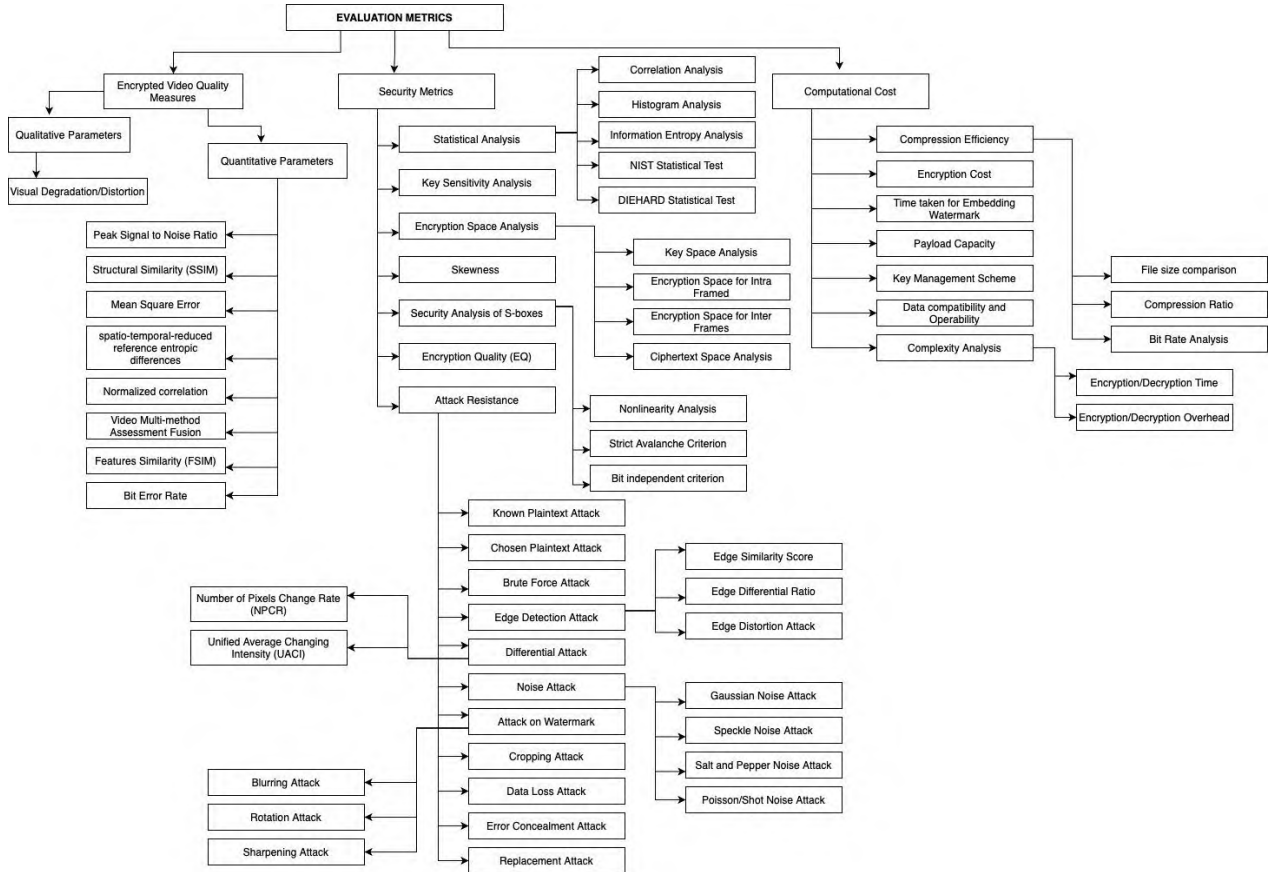 EVALUATION METRICS
Encrypted Video Quality
Measures
Security Metrics
Computational Cost
Qualitative Parameters
Visual Degradation/Distortion
Quantitative Parameters
Peak Signal to Noise Ratio
Structural Similarity (SSIM)
Mean Square Error
spatio-temporal-reduced
reference entropic
differences
Normalized correlation
Video Multi-method
Assessment Fusion
Features Similarity (FSIM)
Bit Error Rate
Statistical Analysis
Key Sensitivity Analysis
Encryption Space Analysis
Skewness
Security Analysis of S-boxes
Encryption Quality (EQ)
Attack Resistance
Correlation Analysis
Histogram Analysis
Information Entropy Analysis
NIST Statistical Test
DIEHARD Statistical Test
Key Space Analysis
Encryption Space for Intra
Framed
Encryption Space for Inter
Frames
Ciphertext Space Analysis
Nonlinearity Analysis
Strict Avalanche Criterion
Bit independent criterion
Known Plaintext Attack
Chosen Plaintext Attack
Brute Force Attack
Edge Detection Attack
Differential Attack
Noise Attack
Attack on Watermark
Cropping Attack
Data Loss Attack
Error Concealment Attack
Replacement Attack
Number of Pixels Change Rate
(NPCR)
Unified Average Changing
Intensity (UACI)
Blurring Attack
Rotation Attack
Sharpening Attack
Edge Similarity Score
Edge Differential Ratio
Edge Distortion Attack
Gaussian Noise Attack
Speckle Noise Attack
Salt and Pepper Noise Attack
Poisson/Shot Noise Attack
Compression Efficiency
Encryption Cost
Time taken for Embedding
Watermark
Payload Capacity
Key Management Scheme
Data compatibility and
Operability
Complexity Analysis
File size comparison
Compression Ratio
Bit Rate Analysis
Encryption/Decryption Time
Encryption/Decryption Overhead